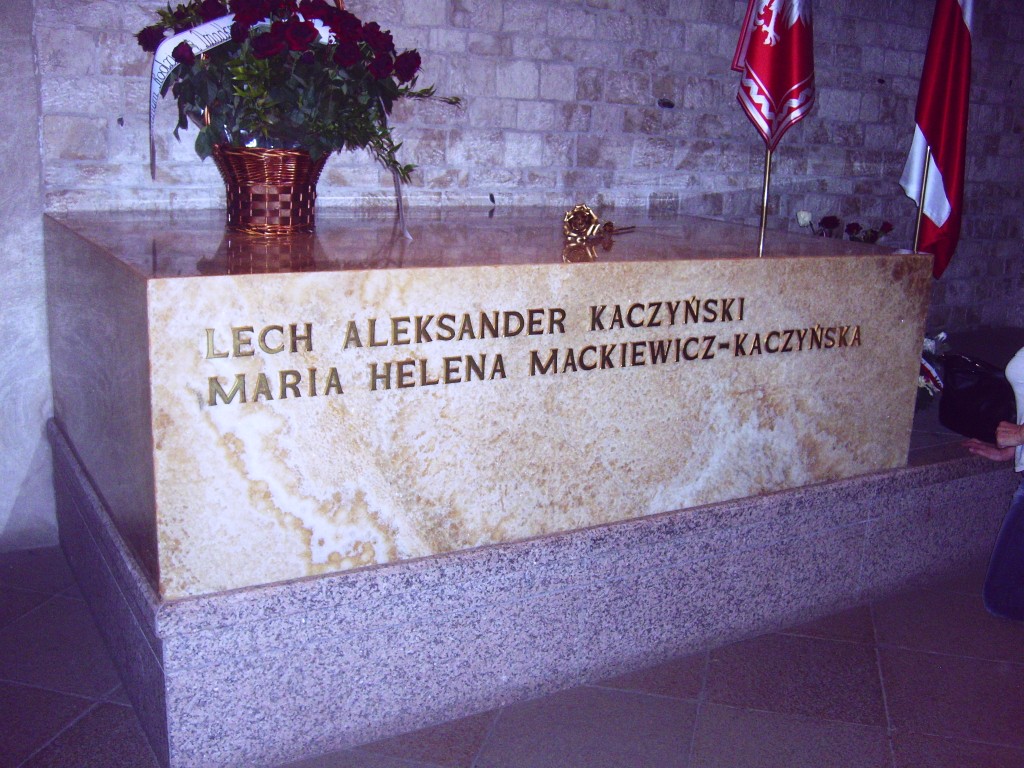 LECH ALEKSANDER KACZYŃSKI
MARIA HELENA MACKIEWICZ-KACZYŃSKA